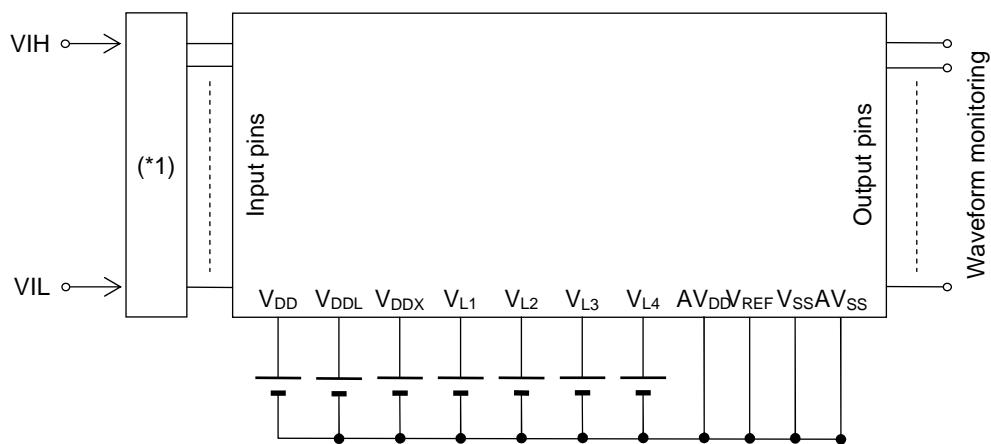 VIH
(*1)
VIL
Input pins
Output pins
Waveform monitoring
VDD VDDL VDDX VL1 VL2 VL3 VL4 AVDD VREF VSS AVSS